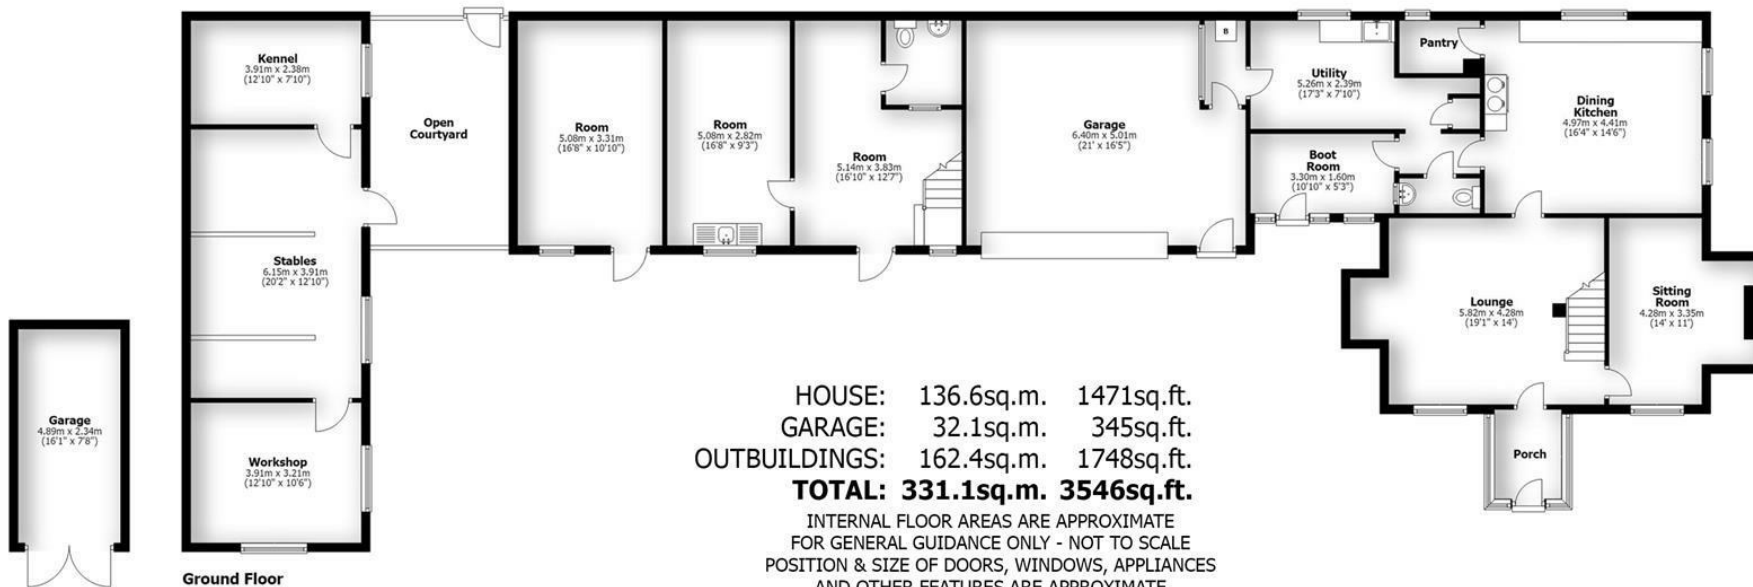 Kennel
3.91m x 2.38m
(12'10" x 7'10")
Open
Courtyard
Room
5.08m x 3.31m
(16'8" x 10'10")
Room
5.08m x 2.82m
(16'8" x 9'3")
Room
5.14m x 3.83m
(16'10" x 12'7")
Garage
6.40m x 5.01m
(21' x 16'5")
B
Utility
5.26m x 2.39m
(17'3" x 7'10")
Pantry
Dining
Kitchen
4.97m x 4.41m
(16'4" x 14'6")
Boot
Room
3.30m x 1.60m
(10'10" x 5'3")
Stables
6.15m x 3.91m
(20'2" x 12'10")
Lounge
5.82m x 4.28m
(19'1" x 14')
Sitting
Room
4.28m x 3.35m
(14' x 11')
Garage
4.89m x 2.34m
(16'1" x 7'8")
Workshop
3.91m x 3.21m
(12'10" x 10'6")
Porch
HOUSE: 136.6sq.m. 1471sq.ft.
GARAGE: 32.1sq.m. 345sq.ft.
OUTBUILDINGS: 162.4sq.m. 1748sq.ft.
TOTAL: 331.1sq.m. 3546sq.ft.
INTERNAL FLOOR AREAS ARE APPROXIMATE
FOR GENERAL GUIDANCE ONLY - NOT TO SCALE
POSITION & SIZE OF DOORS, WINDOWS, APPLIANCES
AND OTHER FEATURES ARE APPROXIMATE
Ground Floor